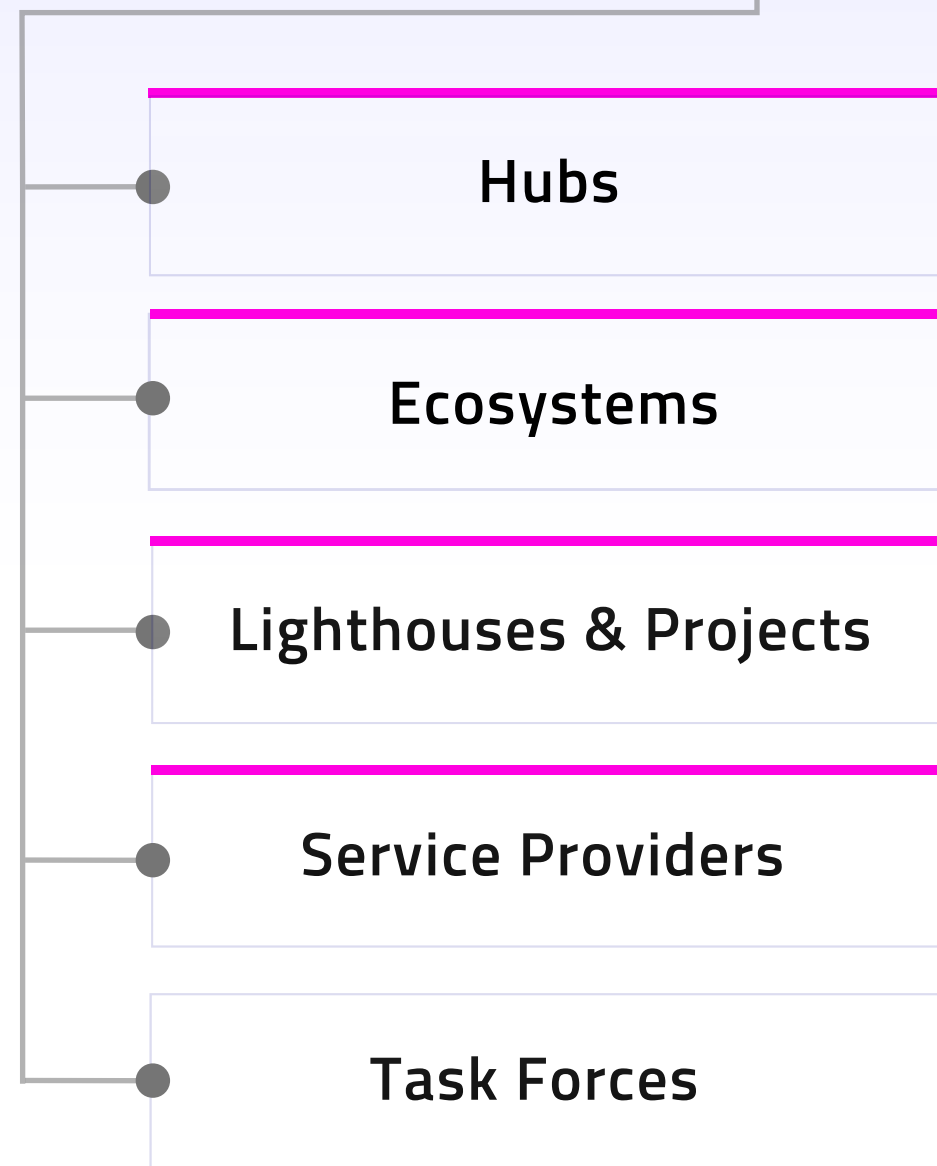 Hubs
Ecosystems
Lighthouses & Projects
Service Providers
Task Forces